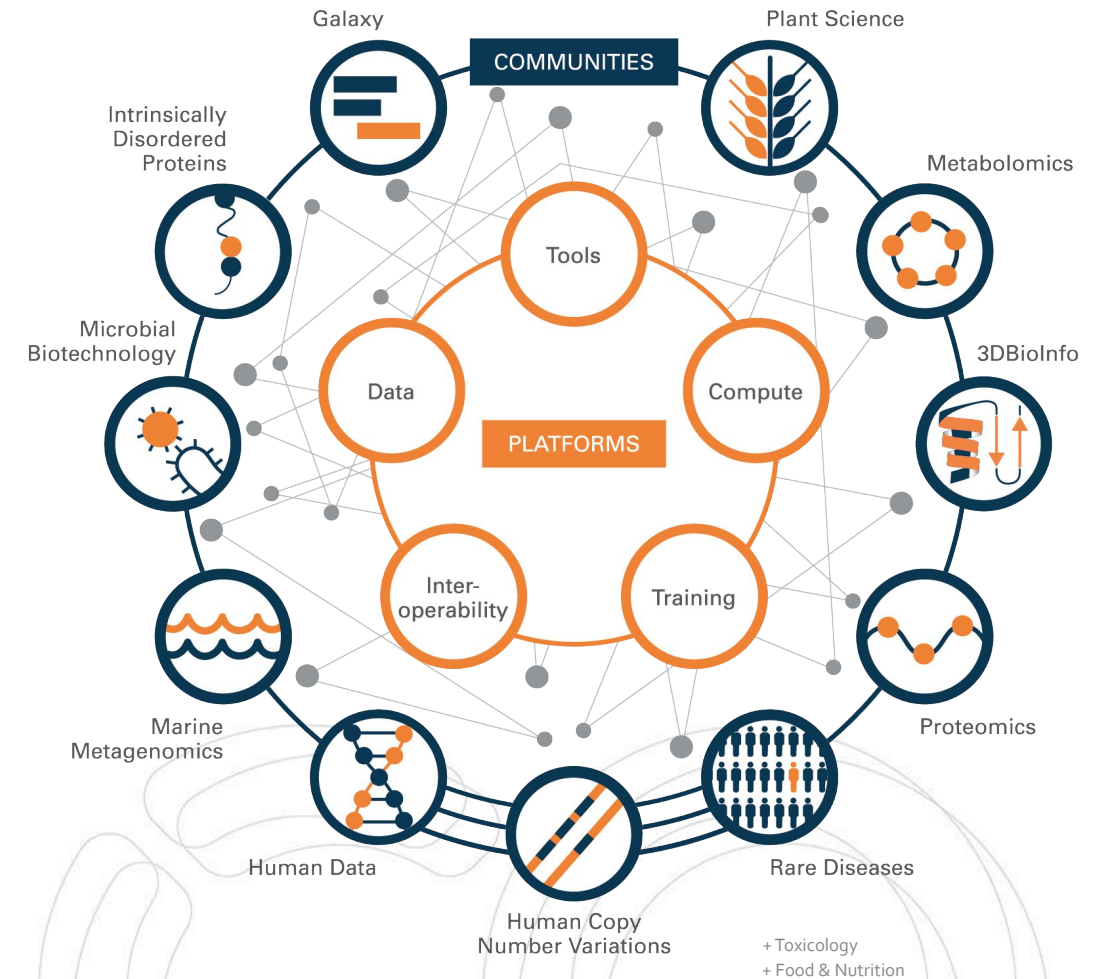 Galaxy
Plant Science
COMMUNITIES
Intrinsically
Disordered
Proteins
Metabolomics
Tools
Microbial
Biotechnology
3DBioInfo
Data
Compute
PLATFORMS
Inter-
operability
Training
Marine
Metagenomics
Proteomics
Human Data
Rare Diseases
Human Copy
Number Variations
+ Toxicology
+ Food & Nutrition